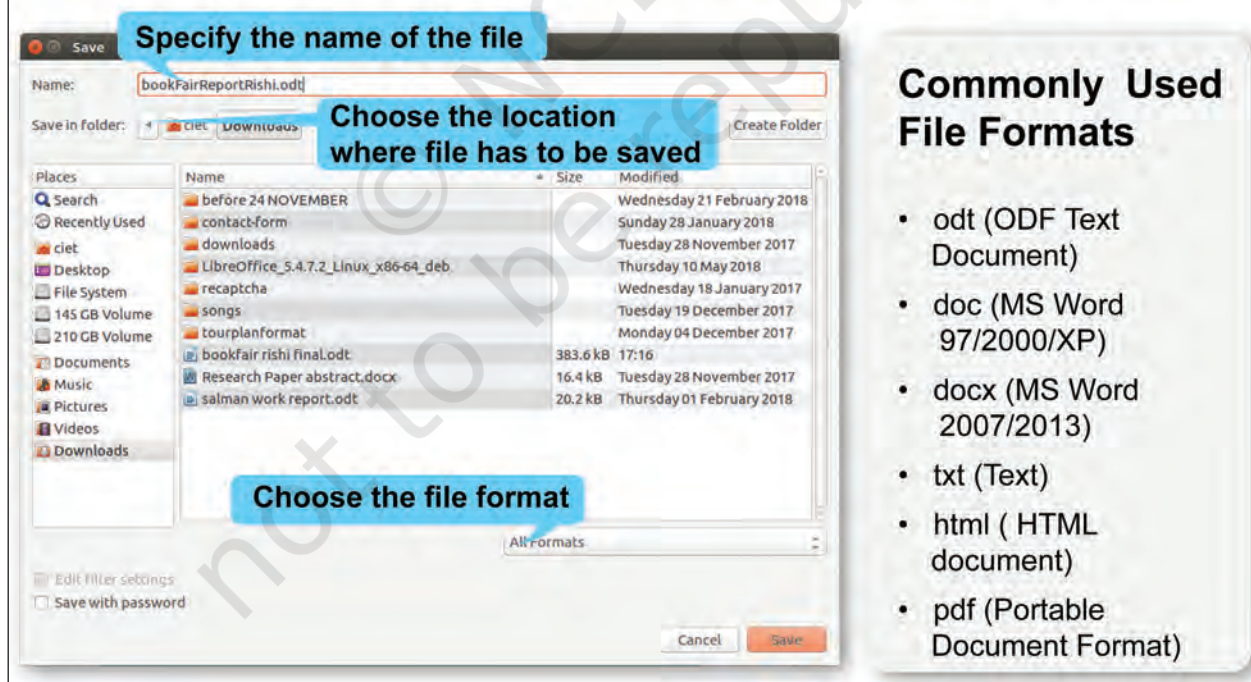 Save
Specify the name of the file
Name: bookFairReportRishi.odt
Save in folder: ciet Downloads Create Folder
Choose the location
where file has to be saved
Places Name Size Modified
Search before 24 NOVEMBER Wednesday 21 February 2018
Recently Used contact-form Sunday 28 January 2018
ciet downloads Tuesday 28 November 2017
Desktop LibreOffice_5.4.7.2_Linux_x86-64_deb Thursday 10 May 2018
File System recaptcha Wednesday 18 January 2017
145 GB Volume songs Tuesday 19 December 2017
210 GB Volume tourplanformat Monday 04 December 2017
Documents bookfair rishi final.odt 383.6 kB 17:16
Music Research Paper abstract.docx 16.4 kB Tuesday 28 November 2017
Pictures salman work report.odt 20.2 kB Thursday 01 February 2018
Videos
Downloads
Choose the file format
All Formats
Edit filter settings
Save with password
Cancel Save
Commonly Used
File Formats
• odt (ODF Text
Document)
• doc (MS Word
97/2000/XP)
• docx (MS Word
2007/2013)
• txt (Text)
• html ( HTML
document)
• pdf (Portable
Document Format)
not to be repu